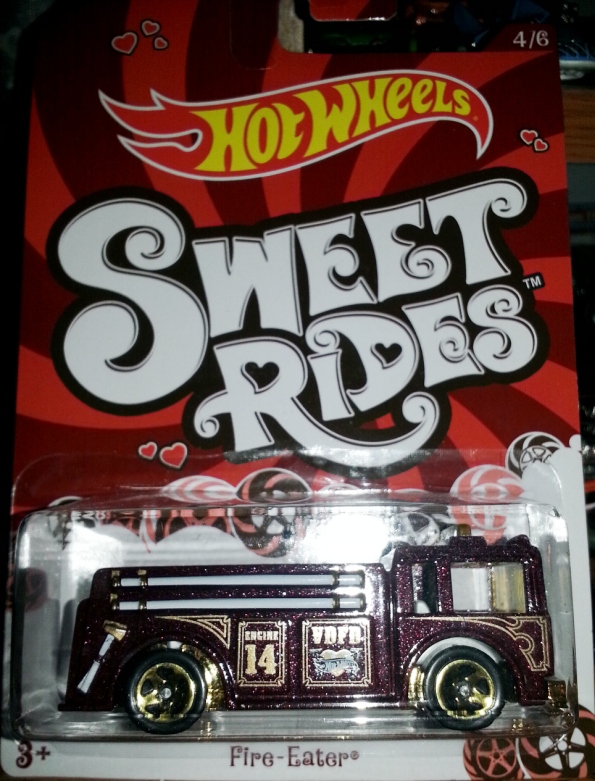 4/6
HOT WHEELS
SWEET
RiDES™
ENGINE
14
VDFD
3+
Fire-Eater®